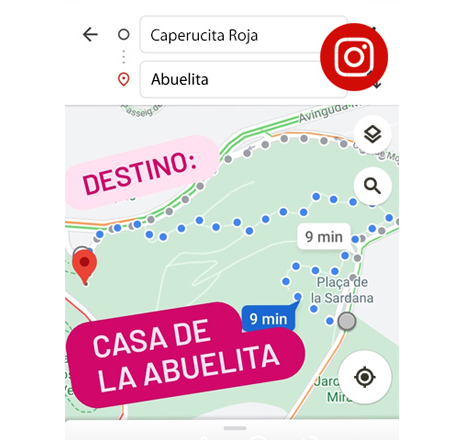 Caperucita Roja
Abuelita
Passeig de
Avinguda
DESTINO:
9 min
Plaça de
la Sardana
9 min
CASA DE
LA ABUELITA
Jard
Mira